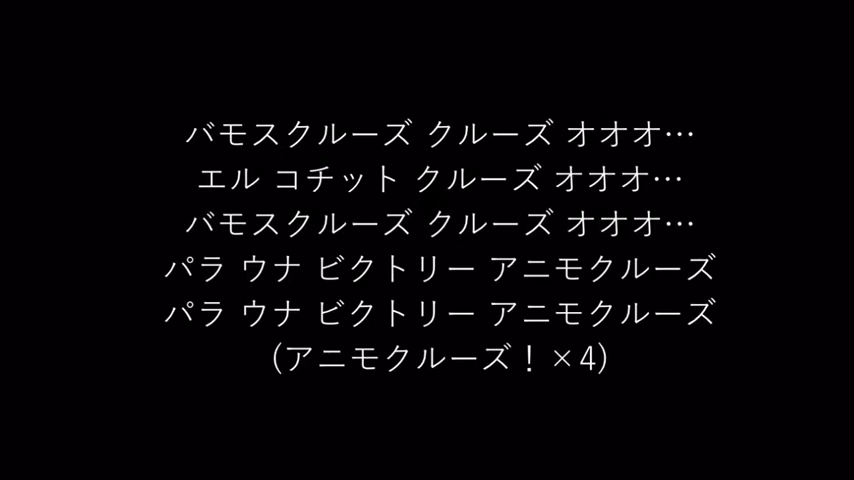 バモスクルーズ クルーズ オオオ…
エル コチット クルーズ オオオ…
バモスクルーズ クルーズ オオオ…
パラ ウナ ビクトリー アニモクルーズ
パラ ウナ ビクトリー アニモクルーズ
(アニモクルーズ！×4)